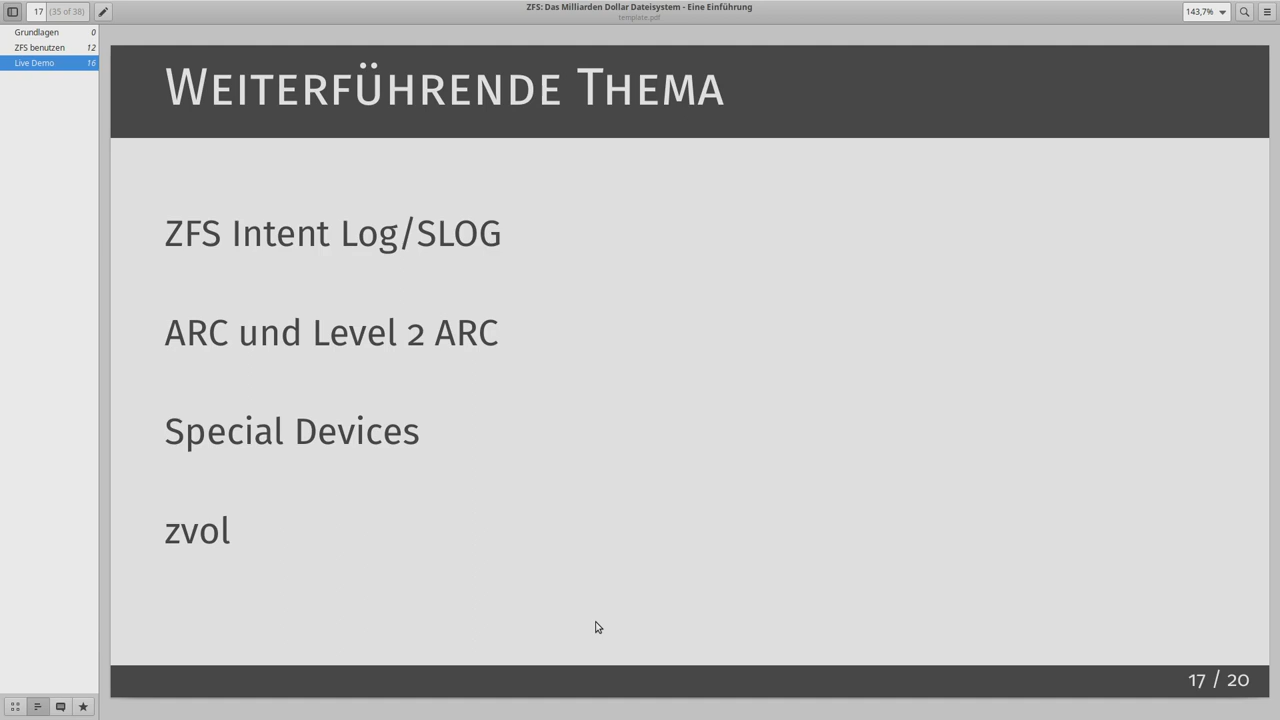 ZFS: Das Milliarden Dollar Dateisystem - Eine Einführung
template.pdf
17 (35 of 38)
143,7%
Grundlagen 0
ZFS benutzen 12
Live Demo 16
Weiterführende Thema
ZFS Intent Log/SLOG
ARC und Level 2 ARC
Special Devices
zvol
17 / 20